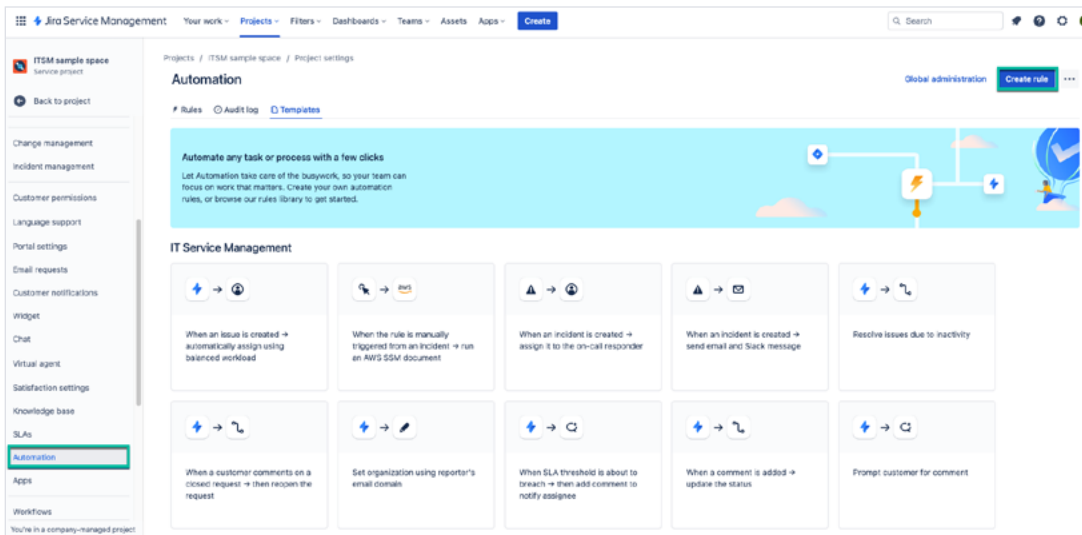 Jira Service Management Your work Projects Filters Dashboards Teams Assets Apps Create Search
ITSM sample space
Service project
Back to project
Change management
Incident management
Customer permissions
Language support
Portal settings
Email requests
Customer notifications
Widget
Chat
Virtual agent
Satisfaction settings
Knowledge base
SLAs
Automation
Apps
Workflows
You're in a company-managed project
Projects / ITSM sample space / Project settings
Automation
Global administration Create rule
Rules Audit log Templates
Automate any task or process with a few clicks
Let Automation take care of the busywork, so your team can
focus on work that matters. Create your own automation
rules, or browse our rules library to get started.
IT Service Management
When an issue is created →
automatically assign using
balanced workload
aws
When the rule is manually
triggered from an incident → run
an AWS SSM document
When an incident is created →
assign it to the on-call responder
When an incident is created →
send email and Slack message
Resolve issues due to inactivity
When a customer comments on a
closed request → then reopen the
request
Set organization using reporter's
email domain
When SLA threshold is about to
breach → then add comment to
notify assignee
When a comment is added →
update the status
Prompt customer for comment